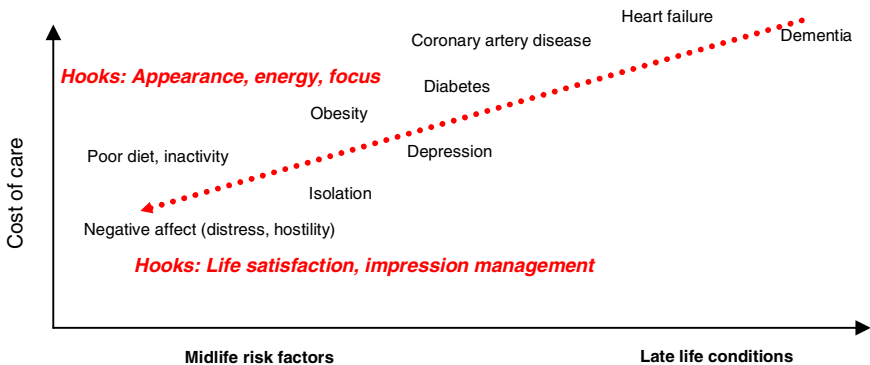 Heart failure
Coronary artery disease
Dementia
Hooks: Appearance, energy, focus
Diabetes
Obesity
Poor diet, inactivity
Depression
Isolation
Negative affect (distress, hostility)
Hooks: Life satisfaction, impression management
Cost of care
Midlife risk factors
Late life conditions